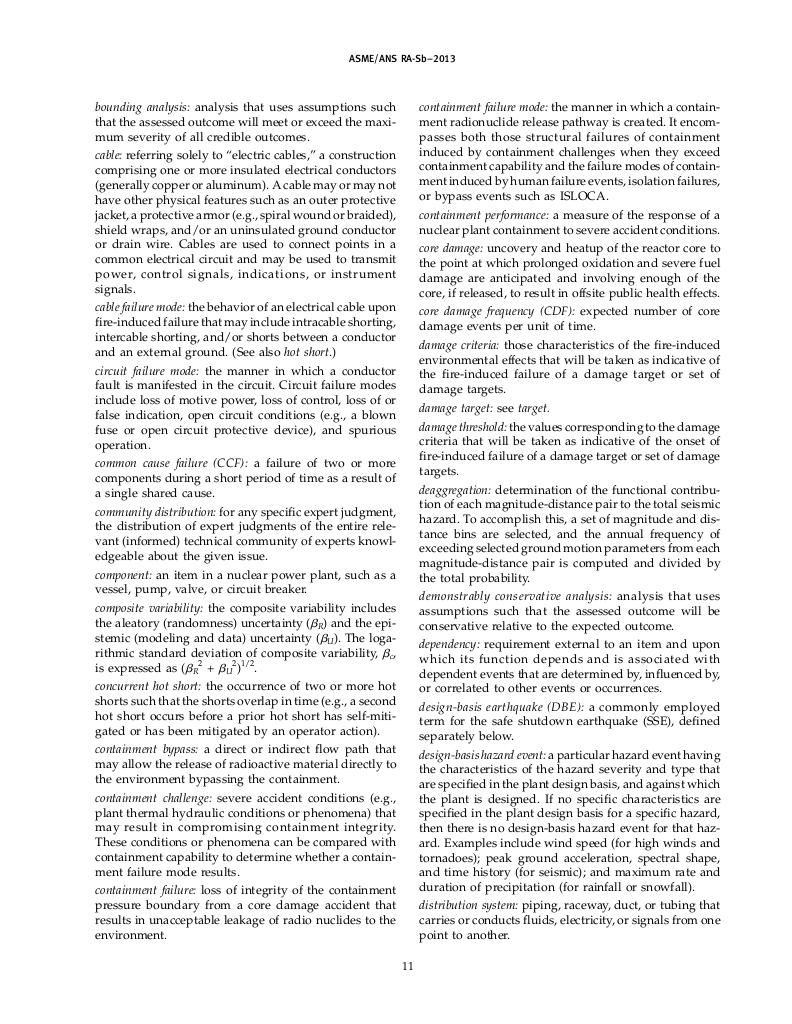 ASME/ANS RA-Sb–2013
bounding analysis: analysis that uses assumptions such
that the assessed outcome will meet or exceed the maxi-
mum severity of all credible outcomes.
cable: referring solely to “electric cables,” a construction
comprising one or more insulated electrical conductors
(generally copper or aluminum). A cable may or may not
have other physical features such as an outer protective
jacket, a protective armor (e.g., spiral wound or braided),
shield wraps, and/or an uninsulated ground conductor
or drain wire. Cables are used to connect points in a
common electrical circuit and may be used to transmit
power, control signals, indications, or instrument
signals.
cable failure mode: the behavior of an electrical cable upon
fire-induced failure that may include intracable shorting,
intercable shorting, and/or shorts between a conductor
and an external ground. (See also hot short.)
circuit failure mode: the manner in which a conductor
fault is manifested in the circuit. Circuit failure modes
include loss of motive power, loss of control, loss of or
false indication, open circuit conditions (e.g., a blown
fuse or open circuit protective device), and spurious
operation.
common cause failure (CCF): a failure of two or more
components during a short period of time as a result of
a single shared cause.
community distribution: for any specific expert judgment,
the distribution of expert judgments of the entire rele-
vant (informed) technical community of experts knowl-
edgeable about the given issue.
component: an item in a nuclear power plant, such as a
vessel, pump, valve, or circuit breaker.
composite variability: the composite variability includes
the aleatory (randomness) uncertainty (βR) and the epi-
stemic (modeling and data) uncertainty (βU). The loga-
rithmic standard deviation of composite variability, βc,
is expressed as (βR² + βU²)¹/².
concurrent hot short: the occurrence of two or more hot
shorts such that the shorts overlap in time (e.g., a second
hot short occurs before a prior hot short has self-miti-
gated or has been mitigated by an operator action).
containment bypass: a direct or indirect flow path that
may allow the release of radioactive material directly to
the environment bypassing the containment.
containment challenge: severe accident conditions (e.g.,
plant thermal hydraulic conditions or phenomena) that
may result in compromising containment integrity.
These conditions or phenomena can be compared with
containment capability to determine whether a contain-
ment failure mode results.
containment failure: loss of integrity of the containment
pressure boundary from a core damage accident that
results in unacceptable leakage of radio nuclides to the
environment.
containment failure mode: the manner in which a contain-
ment radionuclide release pathway is created. It encom-
passes both those structural failures of containment
induced by containment challenges when they exceed
containment capability and the failure modes of contain-
ment induced by human failure events, isolation failures,
or bypass events such as ISLOCA.
containment performance: a measure of the response of a
nuclear plant containment to severe accident conditions.
core damage: uncovery and heatup of the reactor core to
the point at which prolonged oxidation and severe fuel
damage are anticipated and involving enough of the
core, if released, to result in offsite public health effects.
core damage frequency (CDF): expected number of core
damage events per unit of time.
damage criteria: those characteristics of the fire-induced
environmental effects that will be taken as indicative of
the fire-induced failure of a damage target or set of
damage targets.
damage target: see target.
damage threshold: the values corresponding to the damage
criteria that will be taken as indicative of the onset of
fire-induced failure of a damage target or set of damage
targets.
deaggregation: determination of the functional contribu-
tion of each magnitude-distance pair to the total seismic
hazard. To accomplish this, a set of magnitude and dis-
tance bins are selected, and the annual frequency of
exceeding selected ground motion parameters from each
magnitude-distance pair is computed and divided by
the total probability.
demonstrably conservative analysis: analysis that uses
assumptions such that the assessed outcome will be
conservative relative to the expected outcome.
dependency: requirement external to an item and upon
which its function depends and is associated with
dependent events that are determined by, influenced by,
or correlated to other events or occurrences.
design-basis earthquake (DBE): a commonly employed
term for the safe shutdown earthquake (SSE), defined
separately below.
design-basis hazard event: a particular hazard event having
the characteristics of the hazard severity and type that
are specified in the plant design basis, and against which
the plant is designed. If no specific characteristics are
specified in the plant design basis for a specific hazard,
then there is no design-basis hazard event for that haz-
ard. Examples include wind speed (for high winds and
tornadoes); peak ground acceleration, spectral shape,
and time history (for seismic); and maximum rate and
duration of precipitation (for rainfall or snowfall).
distribution system: piping, raceway, duct, or tubing that
carries or conducts fluids, electricity, or signals from one
point to another.
11